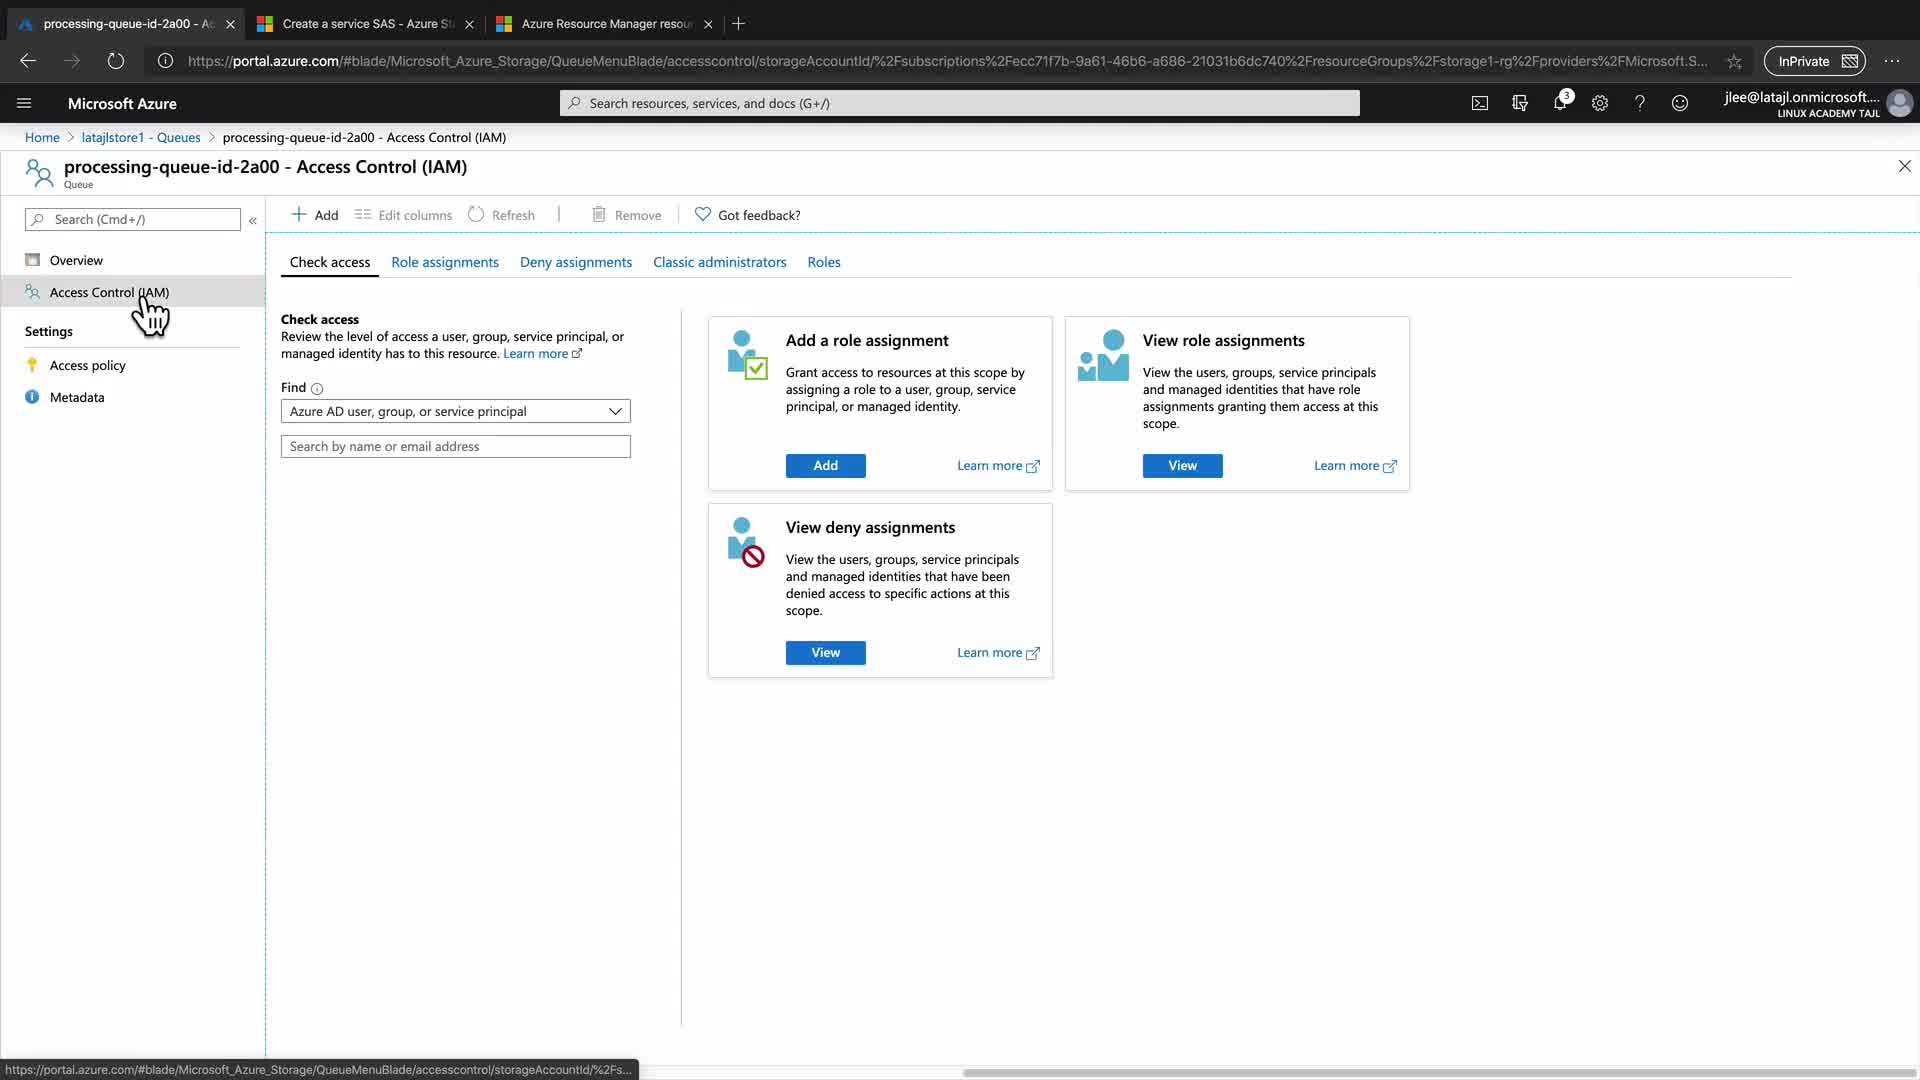 processing-queue-id-2a00 - Ac
Create a service SAS - Azure St
Azure Resource Manager resou
https://portal.azure.com/#blade/Microsoft_Azure_Storage/QueueMenuBlade/accesscontrol/storageAccountId/%2Fsubscriptions%2Fecc71f7b-9a61-46b6-a686-21031b6dc740%2FresourceGroups%2Fstorage1-rg%2Fproviders%2FMicrosoft.S...
InPrivate
Microsoft Azure
Search resources, services, and docs (G+/)
3
jlee@latajl.onmicrosoft....
LINUX ACADEMY TAJL
Home > latajlstore1 - Queues > processing-queue-id-2a00 - Access Control (IAM)
processing-queue-id-2a00 - Access Control (IAM)
Queue
Search (Cmd+/)
«
Add
Edit columns
Refresh
Remove
Got feedback?
Overview
Access Control (IAM)
Settings
Access policy
Metadata
Check access
Role assignments
Deny assignments
Classic administrators
Roles
Check access
Review the level of access a user, group, service principal, or
managed identity has to this resource. Learn more
Find
Azure AD user, group, or service principal
Search by name or email address
Add a role assignment
Grant access to resources at this scope by
assigning a role to a user, group, service
principal, or managed identity.
Add
Learn more
View role assignments
View the users, groups, service principals
and managed identities that have role
assignments granting them access at this
scope.
View
Learn more
View deny assignments
View the users, groups, service principals
and managed identities that have been
denied access to specific actions at this
scope.
View
Learn more
https://portal.azure.com/#blade/Microsoft_Azure_Storage/QueueMenuBlade/accesscontrol/storageAccountId/%2Fs...